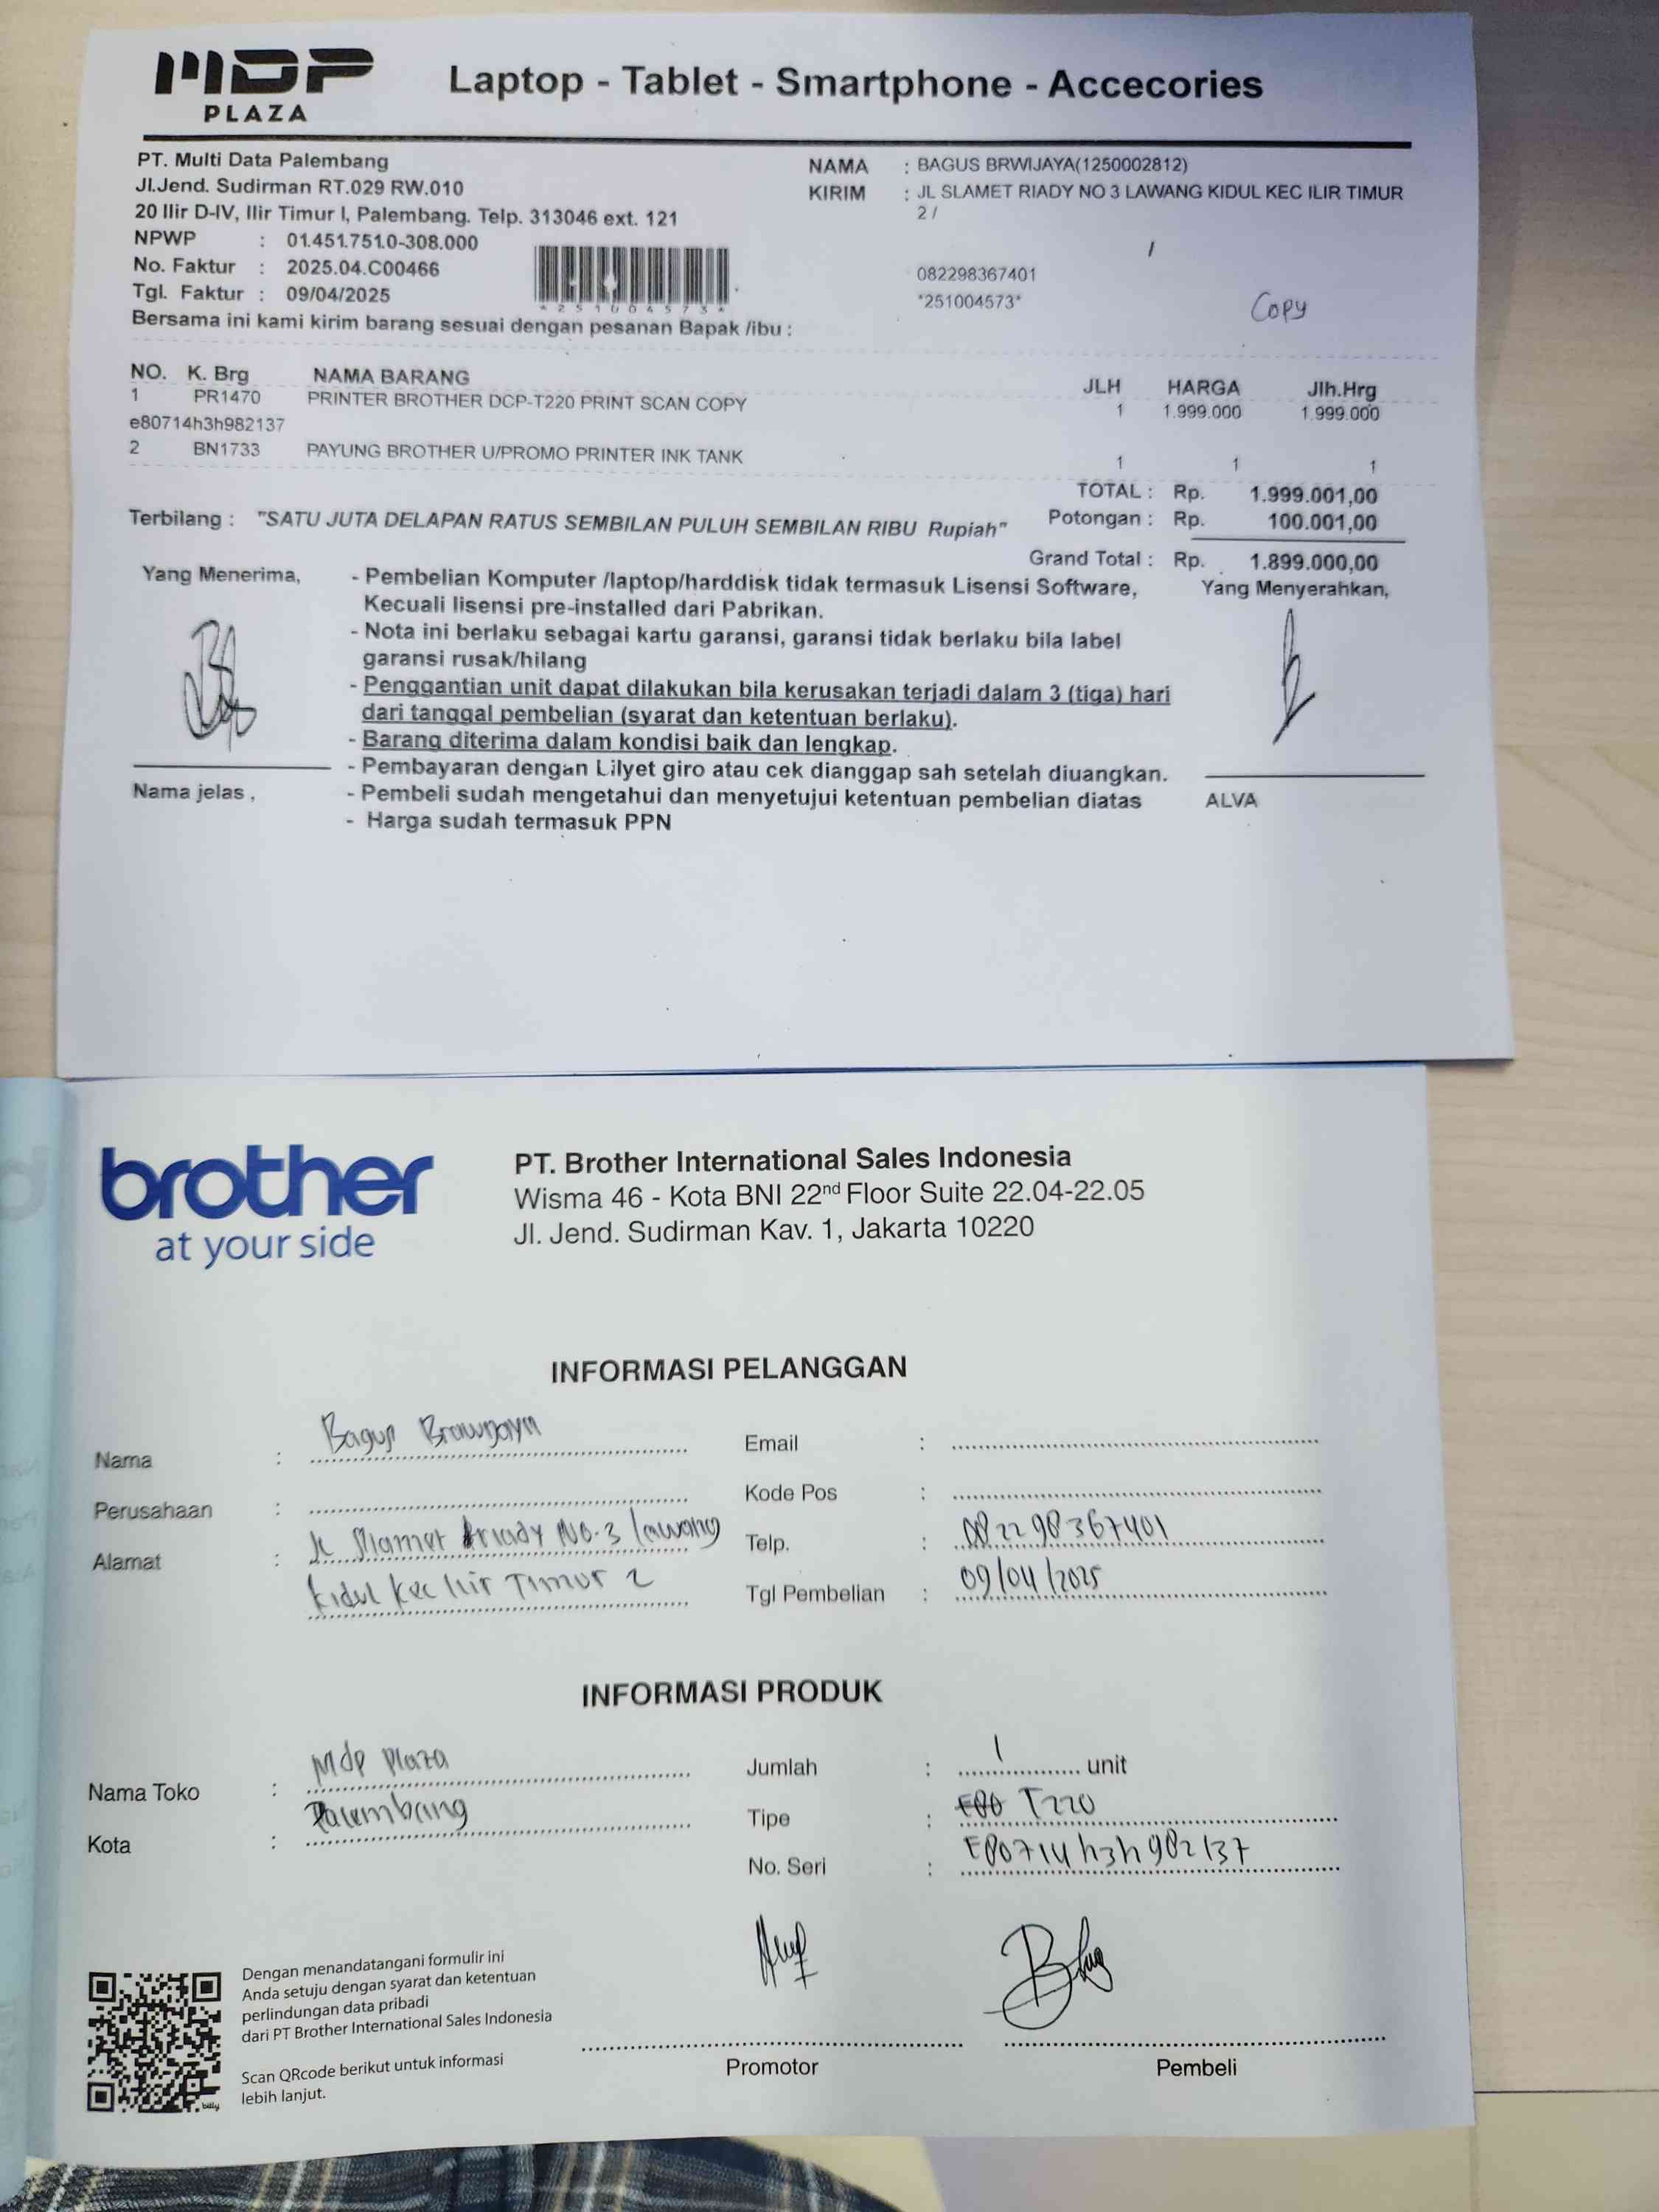 MDP
PLAZA
Laptop - Tablet - Smartphone - Accecories
PT. Multi Data Palembang
Jl.Jend. Sudirman RT.029 RW.010
20 Ilir D-IV, Ilir Timur I, Palembang. Telp. 313046 ext. 121
NPWP : 01.451.751.0-308.000
No. Faktur : 2025.04.C00466
Tgl. Faktur : 09/04/2025
*251004573*
NAMA : BAGUS BRWIJAYA(1250002812)
KIRIM : JL SLAMET RIADY NO 3 LAWANG KIDUL KEC ILIR TIMUR
2 /
/
082298367401
*251004573*
Copy
Bersama ini kami kirim barang sesuai dengan pesanan Bapak /ibu :
NO. K. Brg NAMA BARANG JLH HARGA Jlh.Hrg
1 PR1470 PRINTER BROTHER DCP-T220 PRINT SCAN COPY 1 1.999.000 1.999.000
e80714h3h982137
2 BN1733 PAYUNG BROTHER U/PROMO PRINTER INK TANK 1 1 1
TOTAL : Rp. 1.999.001,00
Terbilang : "SATU JUTA DELAPAN RATUS SEMBILAN PULUH SEMBILAN RIBU Rupiah"
Potongan : Rp. 100.001,00
Grand Total : Rp. 1.899.000,00
Yang Menerima,
- Pembelian Komputer /laptop/harddisk tidak termasuk Lisensi Software,
Kecuali lisensi pre-installed dari Pabrikan.
- Nota ini berlaku sebagai kartu garansi, garansi tidak berlaku bila label
garansi rusak/hilang
- Penggantian unit dapat dilakukan bila kerusakan terjadi dalam 3 (tiga) hari
dari tanggal pembelian (syarat dan ketentuan berlaku).
- Barang diterima dalam kondisi baik dan lengkap.
- Pembayaran dengan Lilyet giro atau cek dianggap sah setelah diuangkan.
- Pembeli sudah mengetahui dan menyetujui ketentuan pembelian diatas
- Harga sudah termasuk PPN
Yang Menyerahkan,
Nama jelas ,
ALVA
brother
at your side
PT. Brother International Sales Indonesia
Wisma 46 - Kota BNI 22nd Floor Suite 22.04-22.05
Jl. Jend. Sudirman Kav. 1, Jakarta 10220
INFORMASI PELANGGAN
Nama : Bagus Brawijaya
Perusahaan :
Alamat : Jl Slamet Riady No.3 lawang
kidul kec Ilir Timur 2
Email :
Kode Pos :
Telp. : 082298367401
Tgl Pembelian : 09/04/2025
INFORMASI PRODUK
Nama Toko : Mdp Plaza
Kota : Palembang
Jumlah : 1 unit
Tipe : E80 T220
No. Seri : E80714h3h982137
Dengan menandatangani formulir ini
Anda setuju dengan syarat dan ketentuan
perlindungan data pribadi
dari PT Brother International Sales Indonesia
Scan QRcode berikut untuk informasi
lebih lanjut.
bitly
Promotor
Pembeli